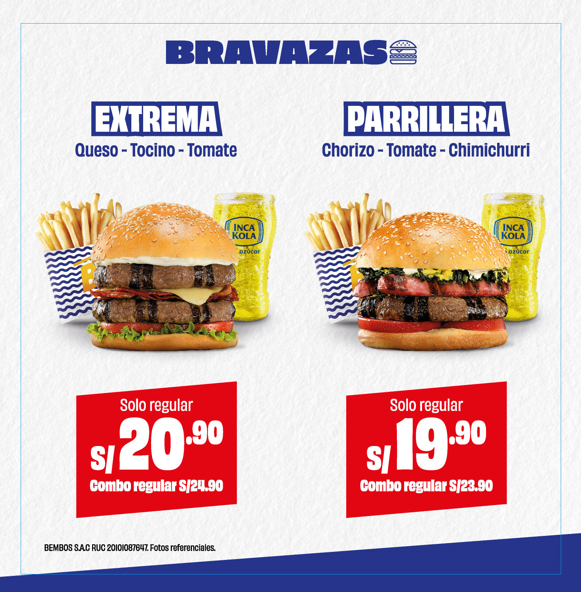 BRAVAZAS
EXTREMA
Queso - Tocino - Tomate
PARRILLERA
Chorizo - Tomate - Chimichurri
INCA
KOLA
azúcar
INCA
KOLA
azúcar
Solo regular
S/20.90
Combo regular S/24.90
Solo regular
S/19.90
Combo regular S/23.90
BEMBOS S.A.C RUC 20101087647. Fotos referenciales.